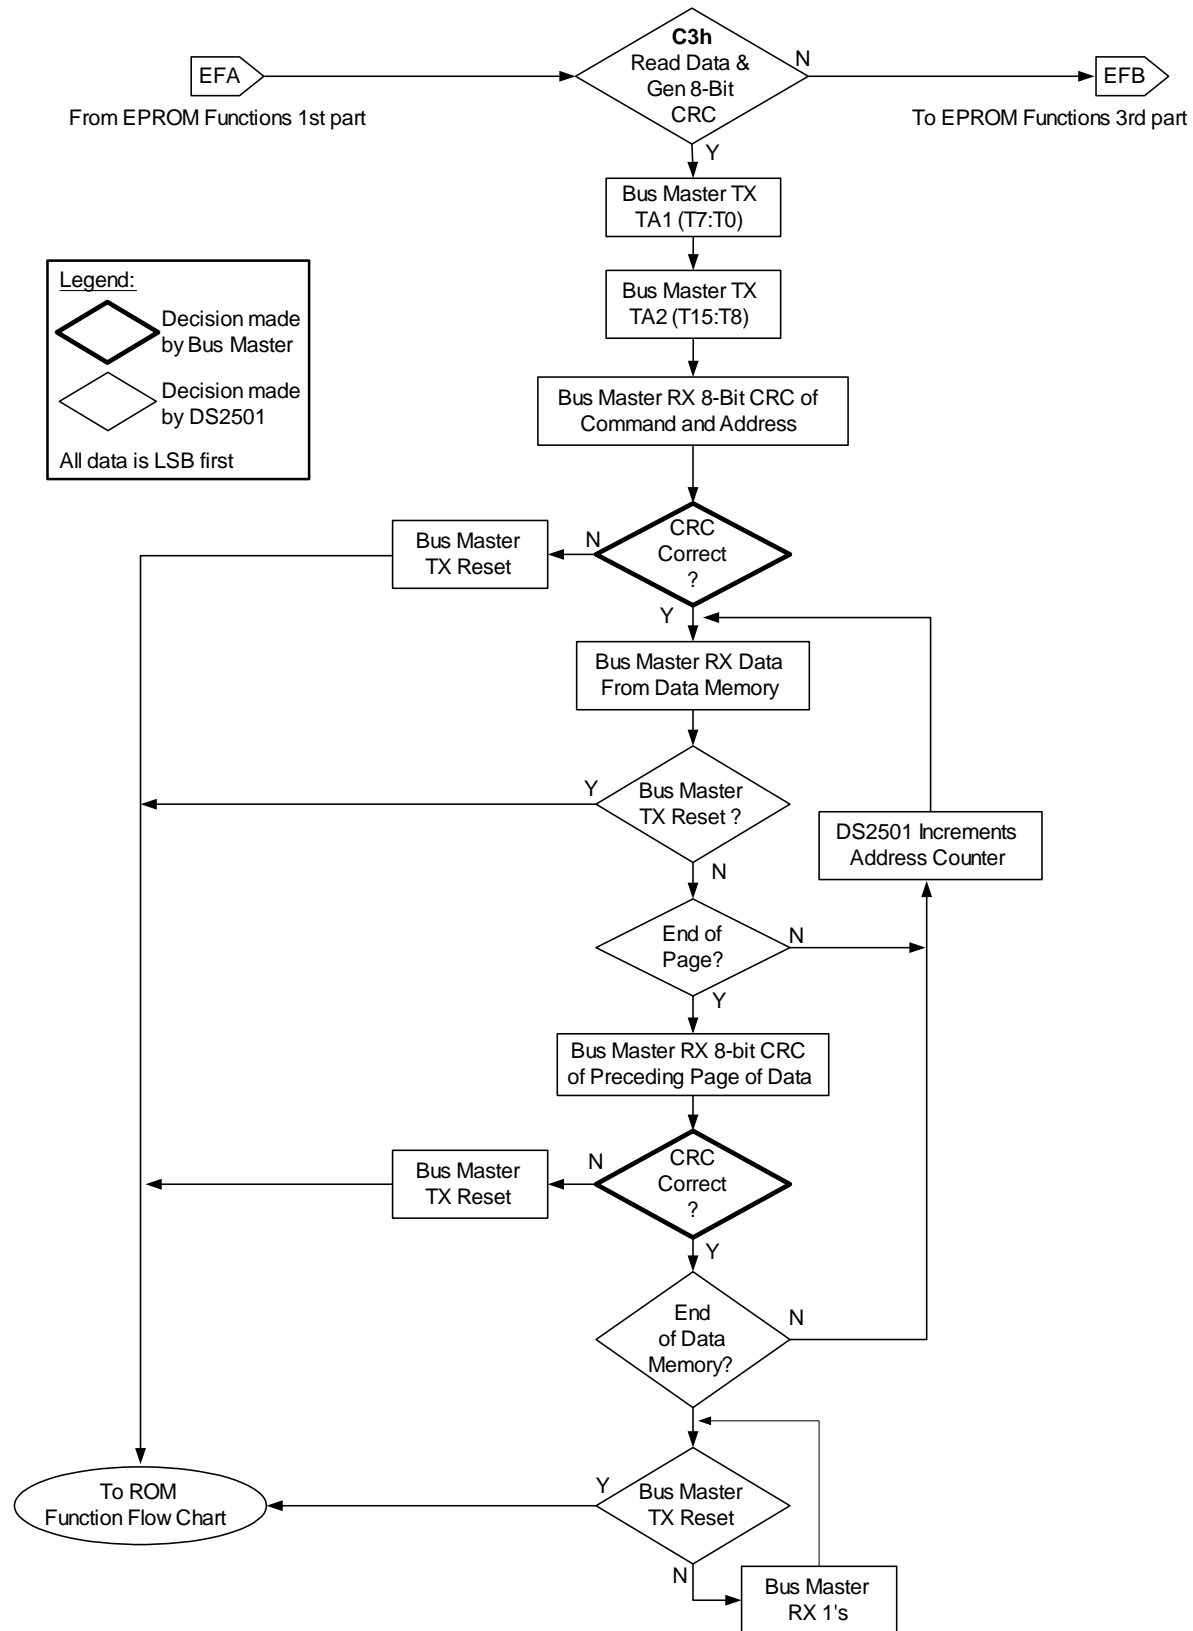 C3h
Read Data &
Gen 8-Bit
CRC
N
EFA
EFB
From EPROM Functions 1st part
To EPROM Functions 3rd part
Y
Bus Master TX
TA1 (T7:T0)
Legend:
Decision made
by Bus Master
Decision made
by DS2501
All data is LSB first
Bus Master TX
TA2 (T15:T8)
Bus Master RX 8-Bit CRC of
Command and Address
CRC
Correct
?
N
Bus Master
TX Reset
Y
Bus Master RX Data
From Data Memory
Bus Master
TX Reset ?
Y
DS2501 Increments
Address Counter
N
End of
Page?
N
Y
Bus Master RX 8-bit CRC
of Preceding Page of Data
CRC
Correct
?
N
Bus Master
TX Reset
Y
End
of Data
Memory?
N
To ROM
Function Flow Chart
Y
Bus Master
TX Reset
N
Bus Master
RX 1's